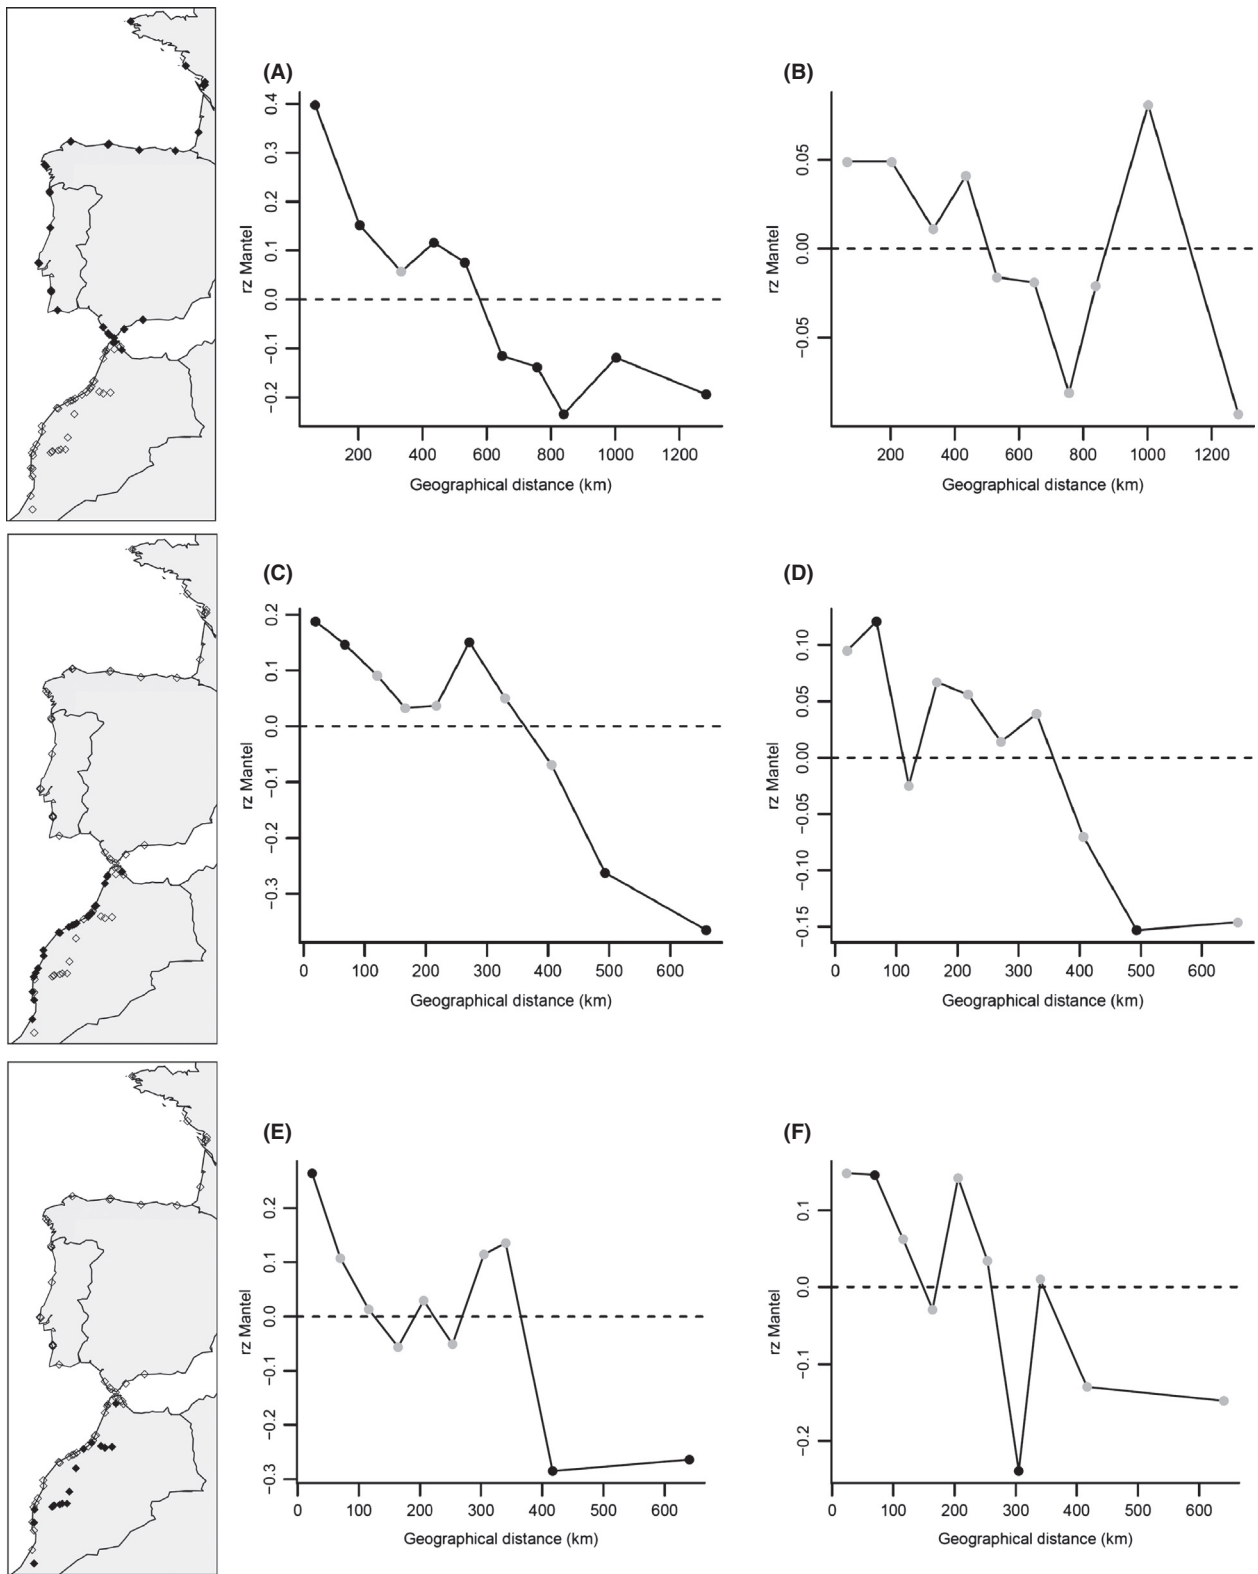 (A)
rz Mantel
0.4
0.3
0.2
0.1
0.0
−0.1
−0.2
200 400 600 800 1000 1200
Geographical distance (km)
(B)
rz Mantel
0.05
0.00
−0.05
200 400 600 800 1000 1200
Geographical distance (km)
(C)
rz Mantel
0.2
0.1
0.0
−0.1
−0.2
−0.3
0 100 200 300 400 500 600
Geographical distance (km)
(D)
rz Mantel
0.10
0.05
0.00
−0.05
−0.10
−0.15
0 100 200 300 400 500 600
Geographical distance (km)
(E)
rz Mantel
0.2
0.1
0.0
−0.1
−0.2
−0.3
0 100 200 300 400 500 600
Geographical distance (km)
(F)
rz Mantel
0.1
0.0
−0.1
−0.2
0 100 200 300 400 500 600
Geographical distance (km)